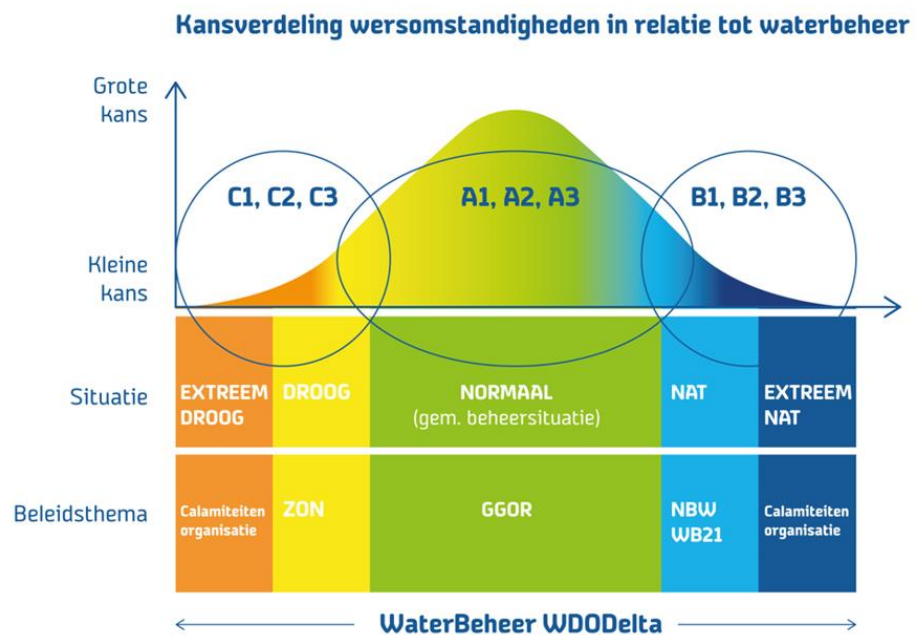 Kansverdeling wersomstandigheden in relatie tot waterbeheer
Grote
kans
C1, C2, C3
A1, A2, A3
B1, B2, B3
Kleine
kans
Situatie
EXTREEM
DROOG
DROOG
NORMAAL
(gem. beheersituatie)
NAT
EXTREEM
NAT
Beleidsthema
Calamiteiten
organisatie
ZON
GGOR
NBW
WB21
Calamiteiten
organisatie
WaterBeheer WDODelta